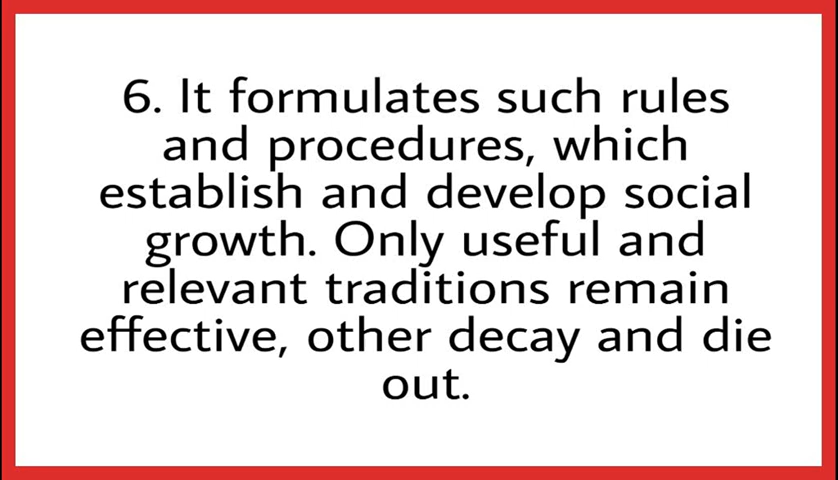 6. It formulates such rules
and procedures, which
establish and develop social
growth. Only useful and
relevant traditions remain
effective, other decay and die
out.